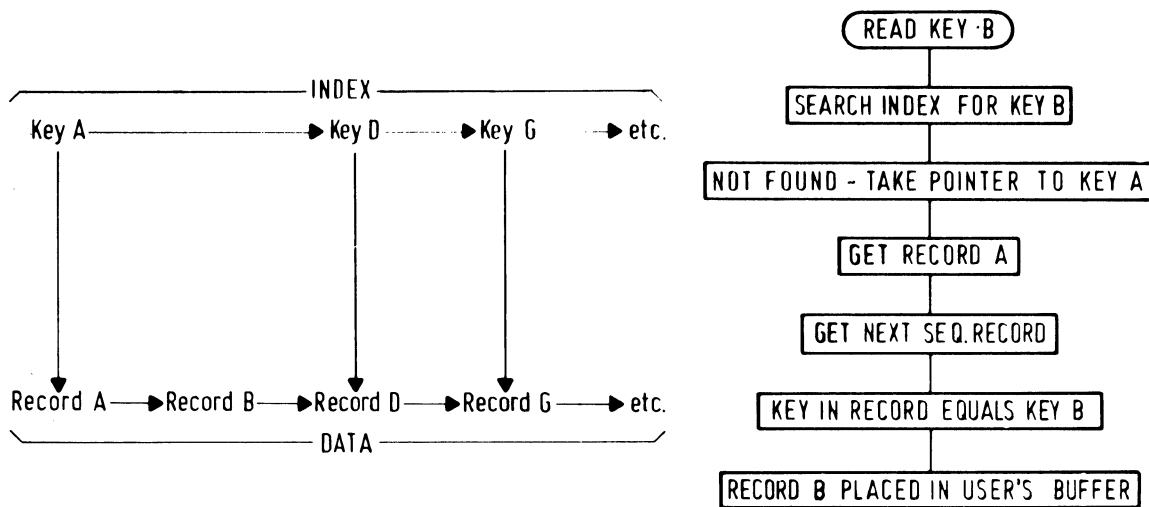 INDEX
Key A Key D Key G etc.
Record A Record B Record D Record G etc.
DATA
READ KEY B
SEARCH INDEX FOR KEY B
NOT FOUND - TAKE POINTER TO KEY A
GET RECORD A
GET NEXT SEQ. RECORD
KEY IN RECORD EQUALS KEY B
RECORD B PLACED IN USER'S BUFFER